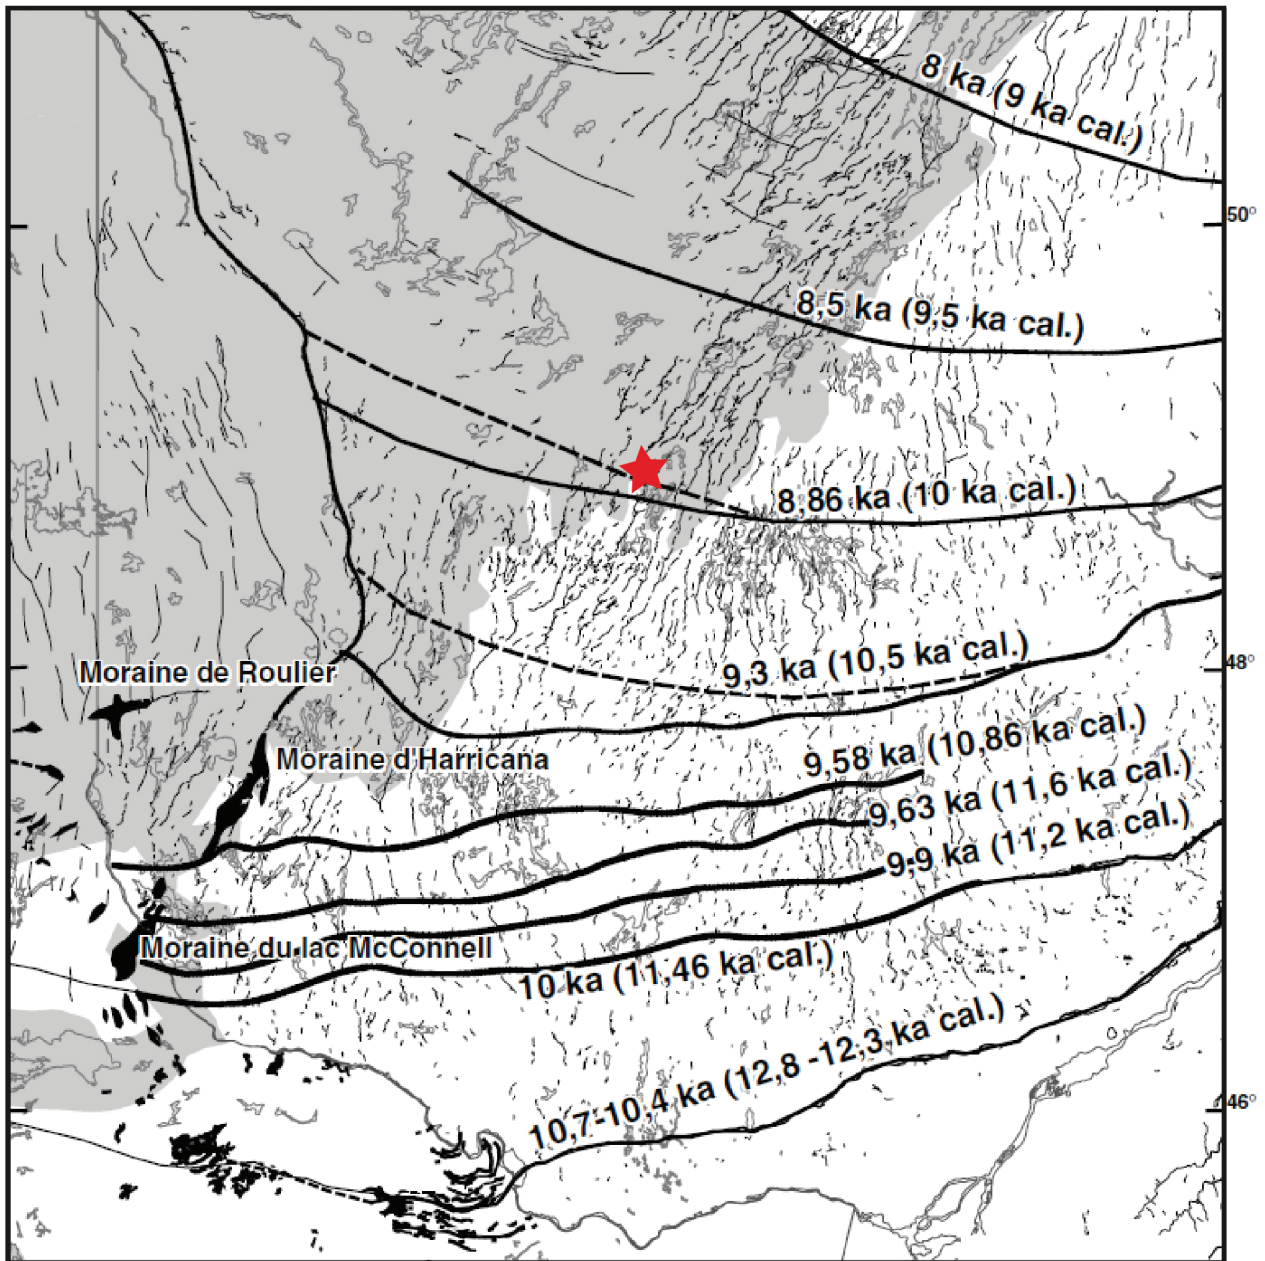 8 ka (9 ka cal.)
50°
8,5 ka (9,5 ka cal.)
8,86 ka (10 ka cal.)
9,3 ka (10,5 ka cal.)
48°
Moraine de Roulier
9,58 ka (10,86 ka cal.)
Moraine d'Harricana
9,63 ka (11,6 ka cal.)
9,9 ka (11,2 ka cal.)
Moraine du lac McConnell
10 ka (11,46 ka cal.)
10,7-10,4 ka (12,8 -12,3 ka cal.)
46°